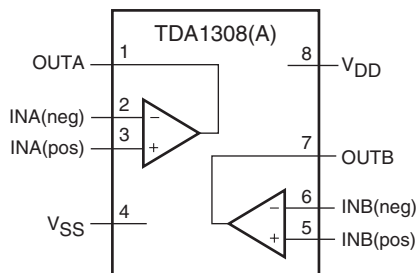 TDA1308(A)
OUTA 1
8 VDD
INA(neg) 2 −
INA(pos) 3 +
7 OUTB
VSS 4
− 6 INB(neg)
+ 5 INB(pos)